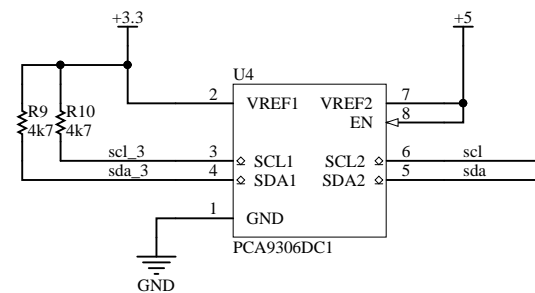 +3.3
+5
U4
R9
4k7
R10
4k7
2 VREF1
VREF2 7
EN 8
scl_3 3 SCL1
SCL2 6 scl
sda_3 4 SDA1
SDA2 5 sda
1 GND
PCA9306DC1
GND